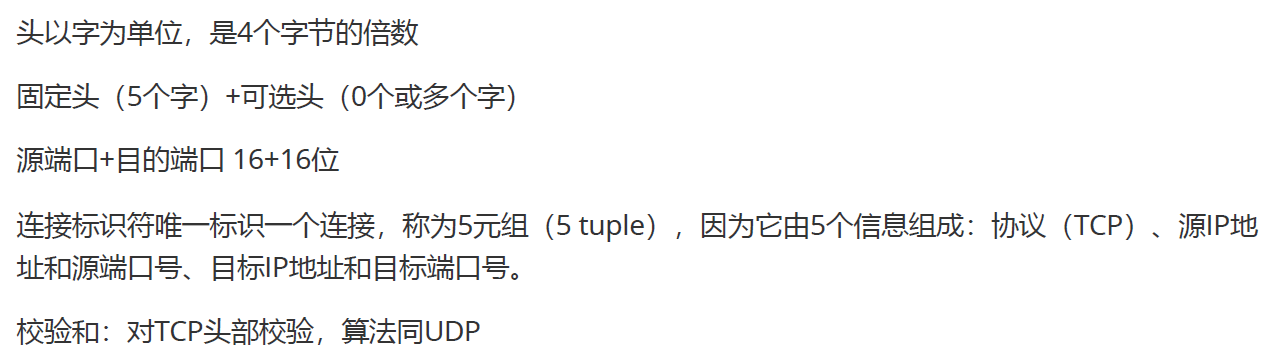 头以字为单位，是4个字节的倍数
固定头（5个字）+可选头（0个或多个字）
源端口+目的端口 16+16位
连接标识符唯一标识一个连接，称为5元组（5 tuple），因为它由5个信息组成：协议（TCP）、源IP地
址和源端口号、目标IP地址和目标端口号。
校验和：对TCP头部校验，算法同UDP